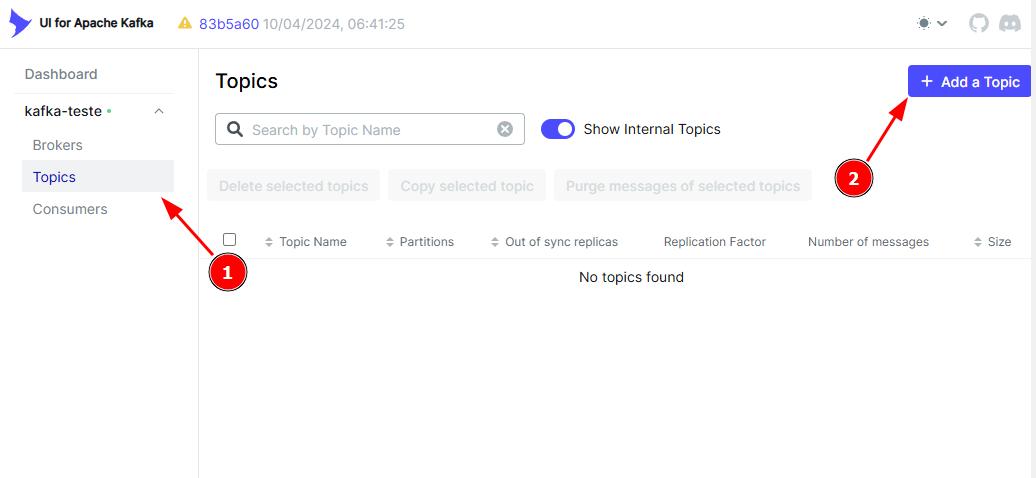 UI for Apache Kafka 83b5a60 10/04/2024, 06:41:25
Dashboard
kafka-teste
Brokers
Topics
Consumers
Topics
+ Add a Topic
Search by Topic Name
Show Internal Topics
Delete selected topics Copy selected topic Purge messages of selected topics
2
Topic Name Partitions Out of sync replicas Replication Factor Number of messages Size
1
No topics found